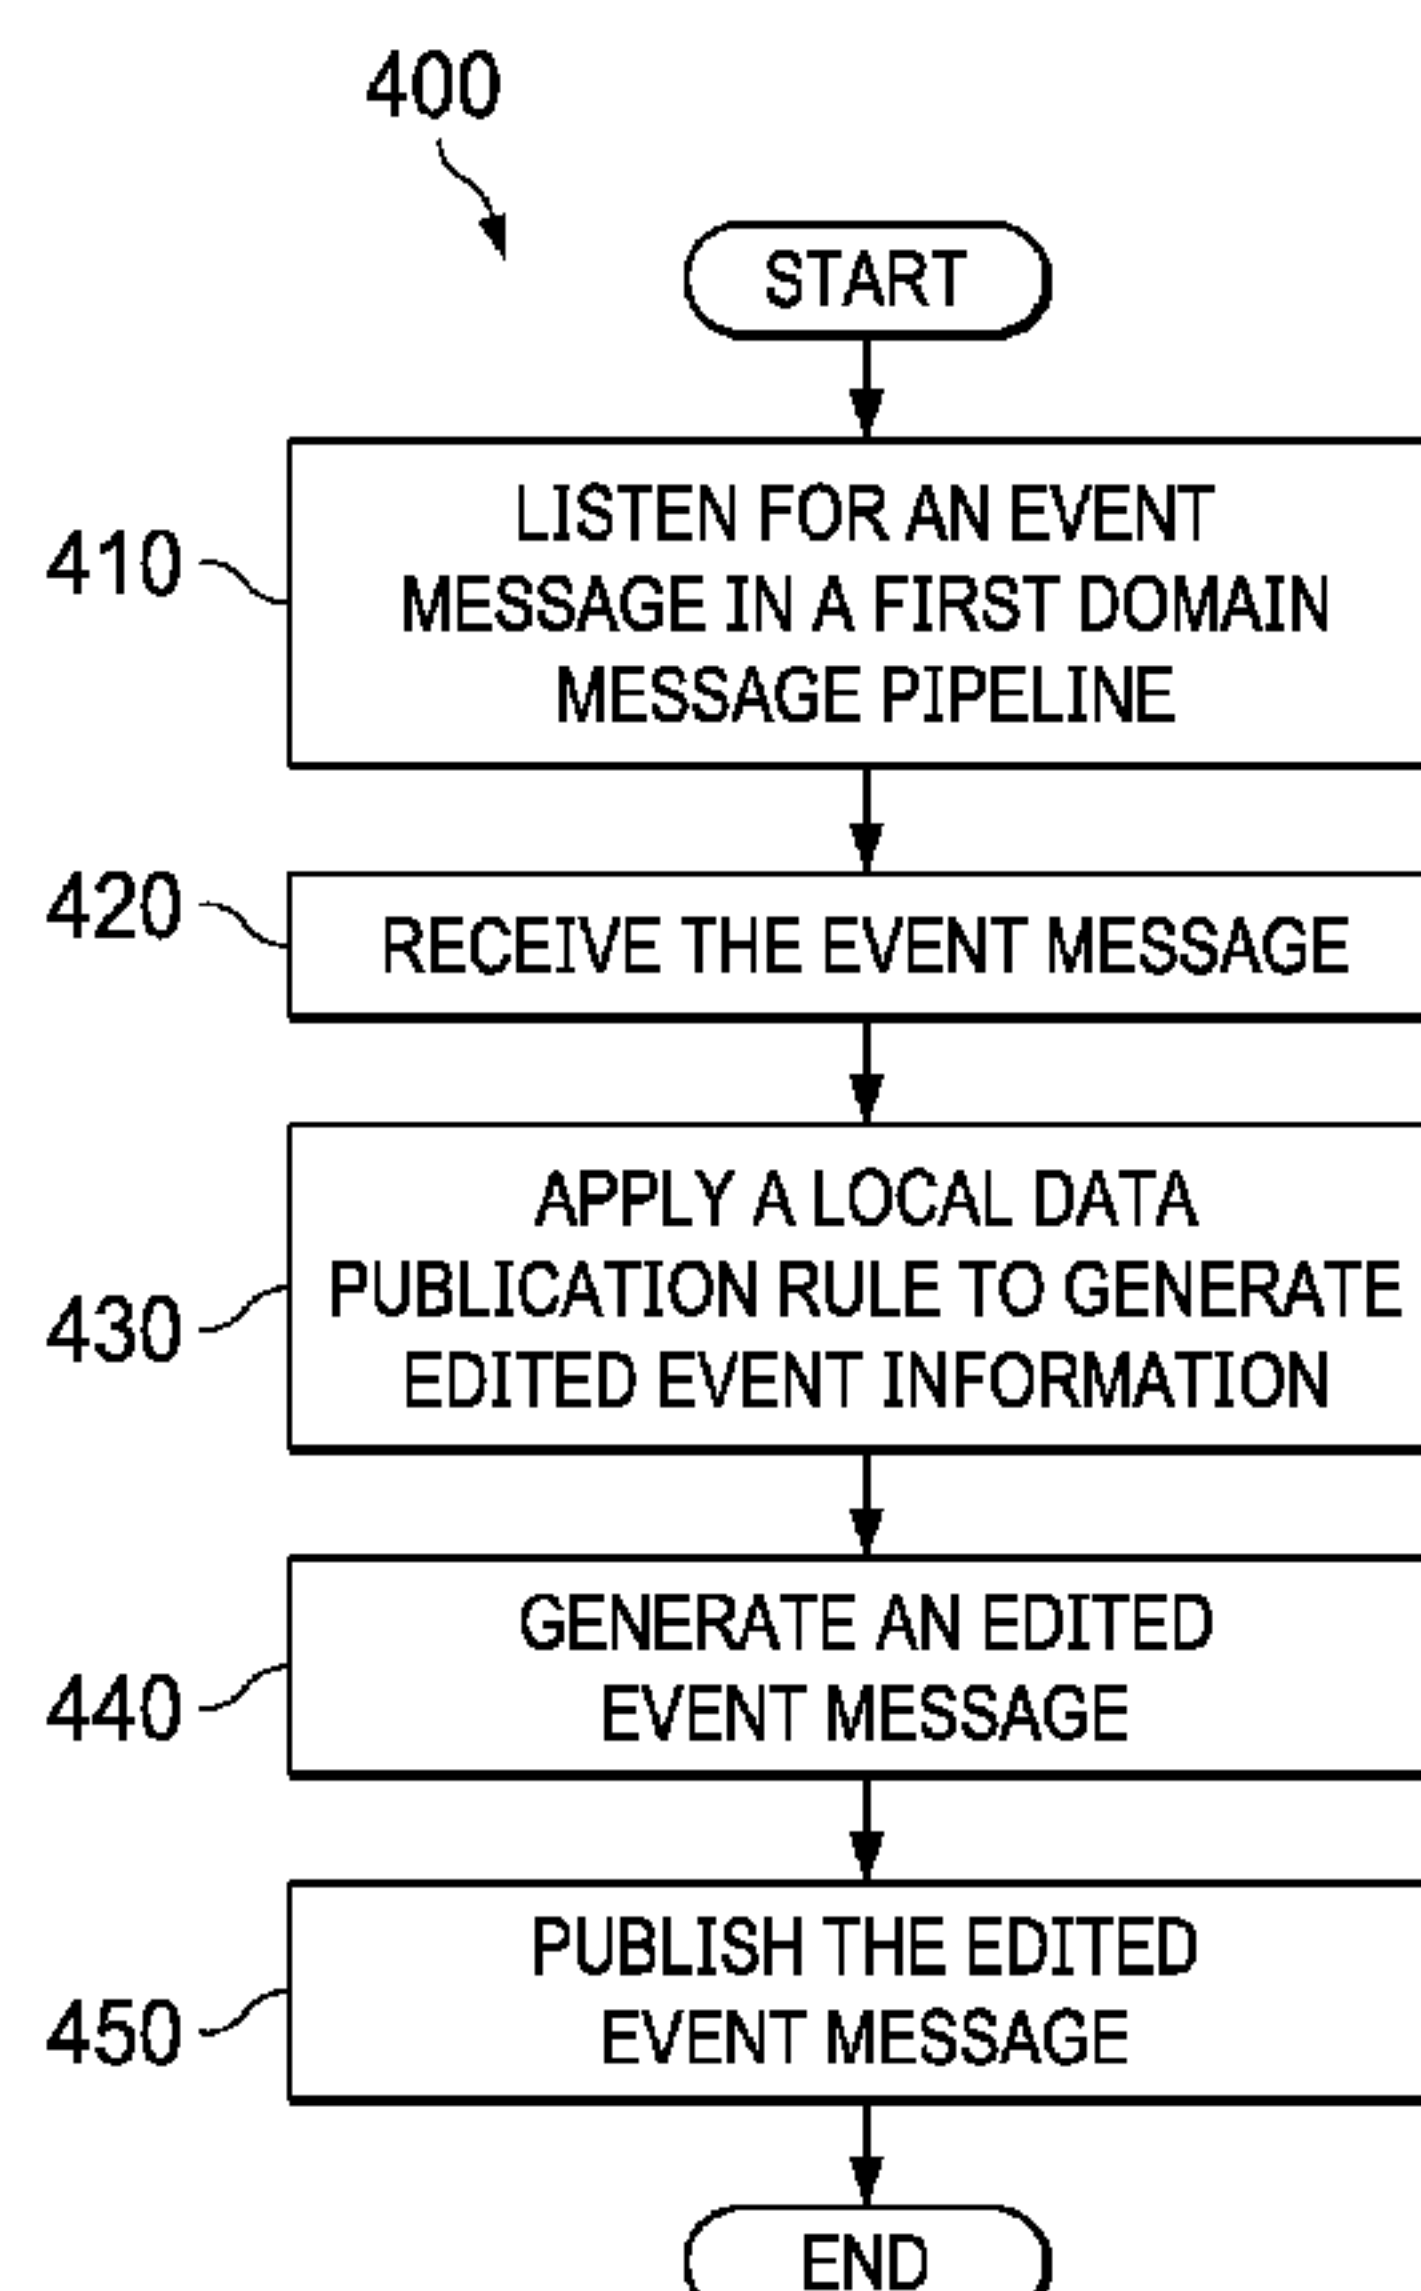 400
START
410
LISTEN FOR AN EVENT
MESSAGE IN A FIRST DOMAIN
MESSAGE PIPELINE
420
RECEIVE THE EVENT MESSAGE
430
APPLY A LOCAL DATA
PUBLICATION RULE TO GENERATE
EDITED EVENT INFORMATION
440
GENERATE AN EDITED
EVENT MESSAGE
450
PUBLISH THE EDITED
EVENT MESSAGE
END